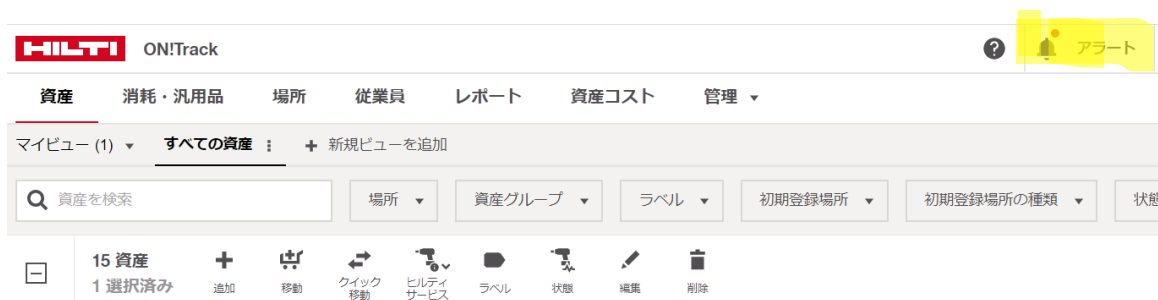 HILTI ON!Track アラート
資産 消耗・汎用品 場所 従業員 レポート 資産コスト 管理
マイビュー (1) すべての資産 新規ビューを追加
資産を検索 場所 資産グループ ラベル 初期登録場所 初期登録場所の種類 状態
15 資産
1 選択済み
追加 移動 クイック移動 ヒルティサービス ラベル 状態 編集 削除